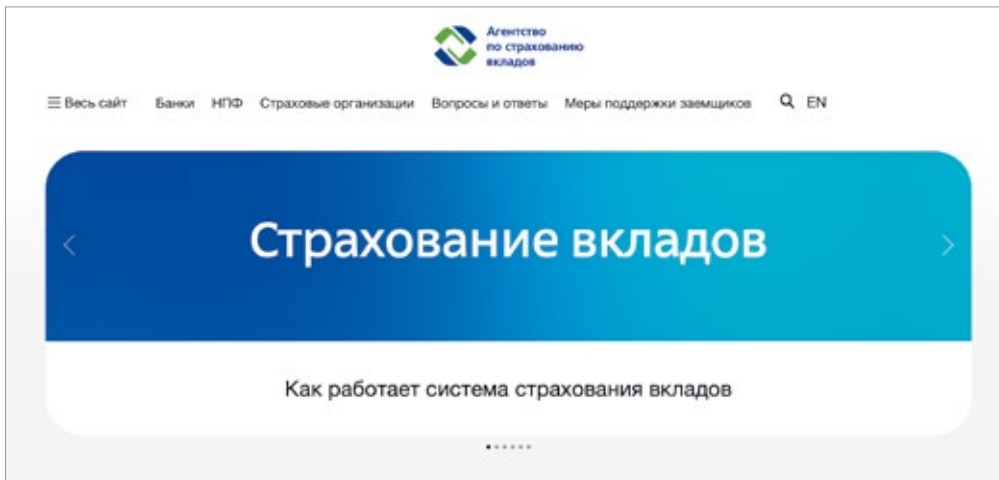 Агентство
по страхованию
вкладов
Весь сайт Банки НПФ Страховые организации Вопросы и ответы Меры поддержки заемщиков EN
Страхование вкладов
Как работает система страхования вкладов